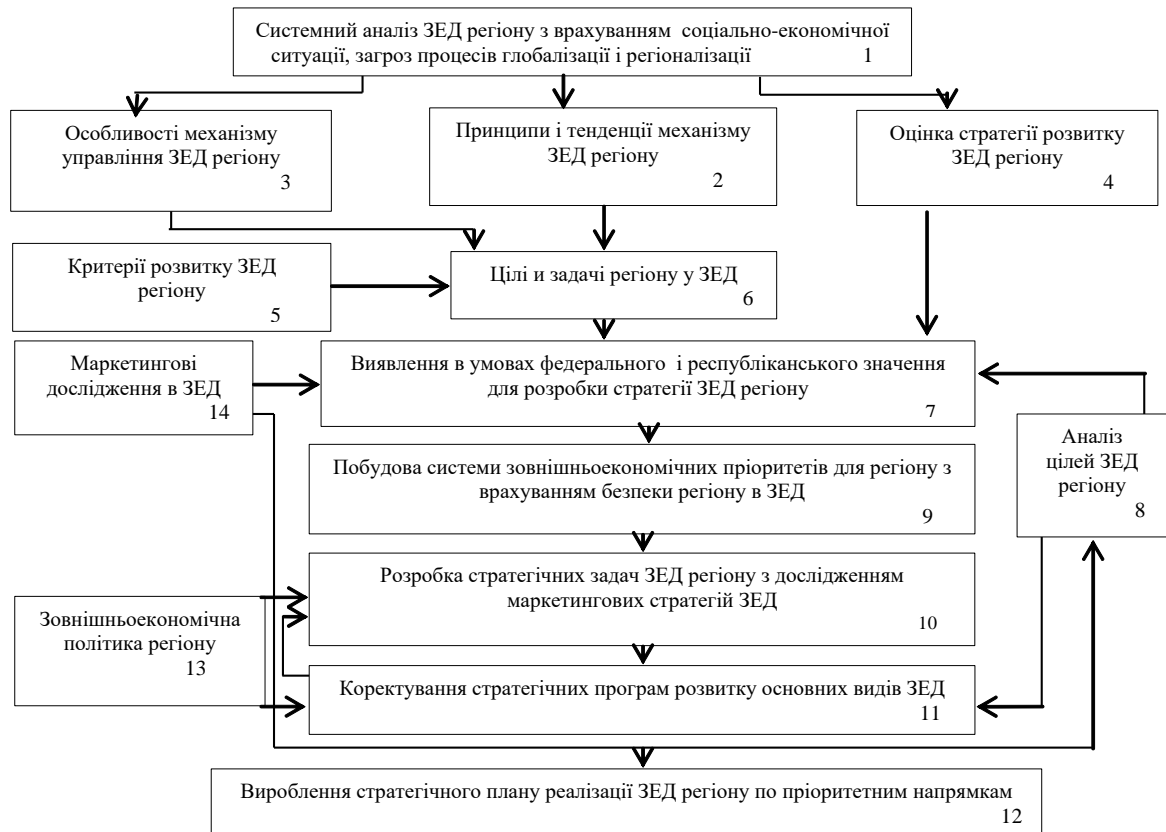 Системний аналіз ЗЕД регіону з врахуванням соціально-економічної
ситуації, загроз процесів глобалізації і регіоналізації
1
Особливості механізму
управління ЗЕД регіону
3
Принципи і тенденції механізму
ЗЕД регіону
2
Оцінка стратегії розвитку
ЗЕД регіону
4
Критерії розвитку ЗЕД
регіону
5
Цілі и задачі регіону у ЗЕД
6
Маркетингові
дослідження в ЗЕД
14
Виявлення в умовах федерального і республіканського значення
для розробки стратегії ЗЕД регіону
7
Аналіз
цілей ЗЕД
регіону
8
Побудова системи зовнішньоекономічних пріоритетів для регіону з
врахуванням безпеки регіону в ЗЕД
9
Розробка стратегічних задач ЗЕД регіону з дослідженням
маркетингових стратегій ЗЕД
10
Зовнішньоекономічна
політика регіону
13
Коректування стратегічних програм розвитку основних видів ЗЕД
11
Вироблення стратегічного плану реалізації ЗЕД регіону по пріоритетним напрямкам
12